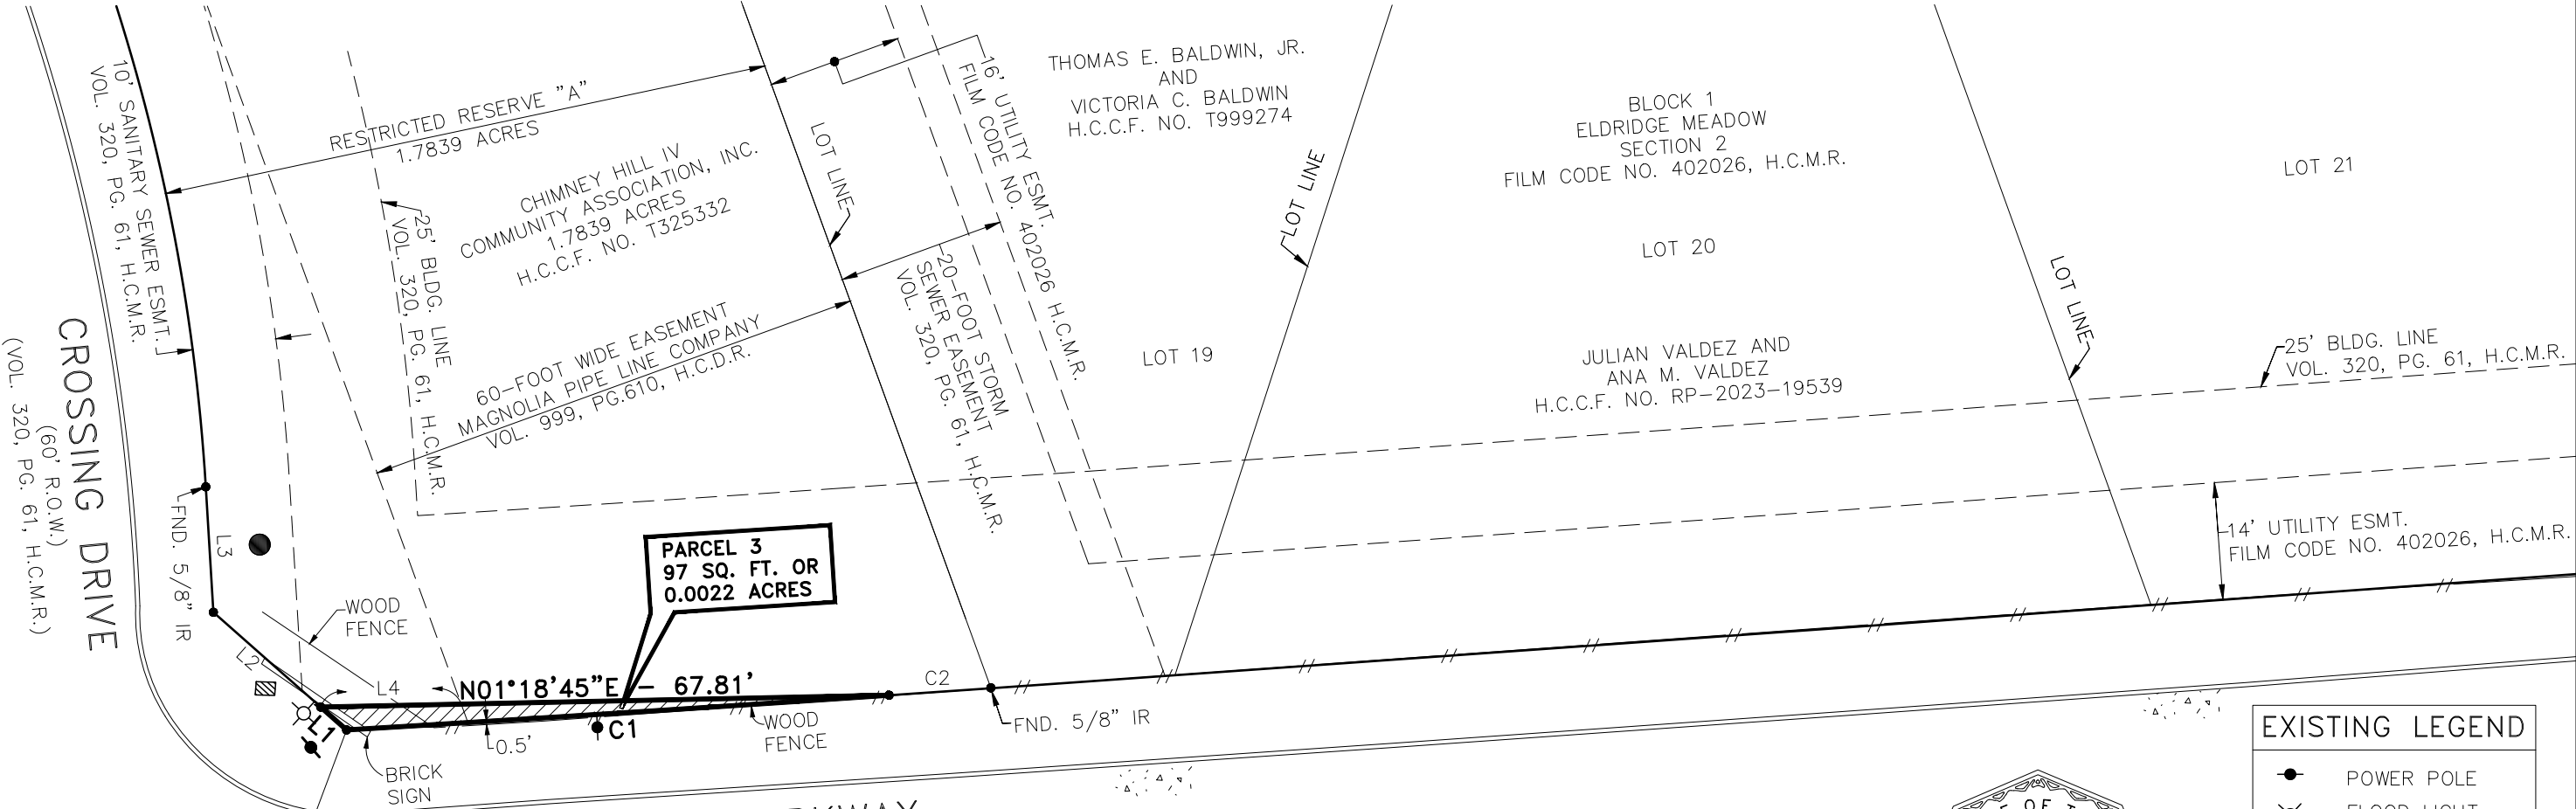 10' SANITARY SEWER ESMT.
VOL. 320, PG. 61, H.C.M.R.
RESTRICTED RESERVE "A"
1.7839 ACRES
CHIMNEY HILL IV
COMMUNITY ASSOCIATION, INC.
1.7839 ACRES
H.C.C.F. NO. T325332
25' BLDG. LINE
VOL. 320, PG. 61, H.C.M.R.
60-FOOT WIDE EASEMENT
MAGNOLIA PIPE LINE COMPANY
VOL. 999, PG.610, H.C.D.R.
LOT LINE
16' UTILITY ESMT.
FILM CODE NO. 402026 H.C.M.R.
20-FOOT STORM
SEWER EASEMENT
VOL. 320, PG. 61, H.C.M.R.
THOMAS E. BALDWIN, JR.
AND
VICTORIA C. BALDWIN
H.C.C.F. NO. T999274
LOT 19
LOT LINE
BLOCK 1
ELDRIDGE MEADOW
SECTION 2
FILM CODE NO. 402026, H.C.M.R.
LOT 20
JULIAN VALDEZ AND
ANA M. VALDEZ
H.C.C.F. NO. RP-2023-19539
LOT LINE
LOT 21
25' BLDG. LINE
VOL. 320, PG. 61, H.C.M.R.
14' UTILITY ESMT.
FILM CODE NO. 402026, H.C.M.R.
CROSSING DRIVE
(60' R.O.W.)
(VOL. 320, PG. 61, H.C.M.R.)
FND. 5/8" IR
L3
WOOD
FENCE
L2
L4
L1
PARCEL 3
97 SQ. FT. OR
0.0022 ACRES
N01°18'45"E - 67.81'
C2
C1
0.5'
WOOD
FENCE
FND. 5/8" IR
BRICK
SIGN
EXISTING LEGEND
POWER POLE